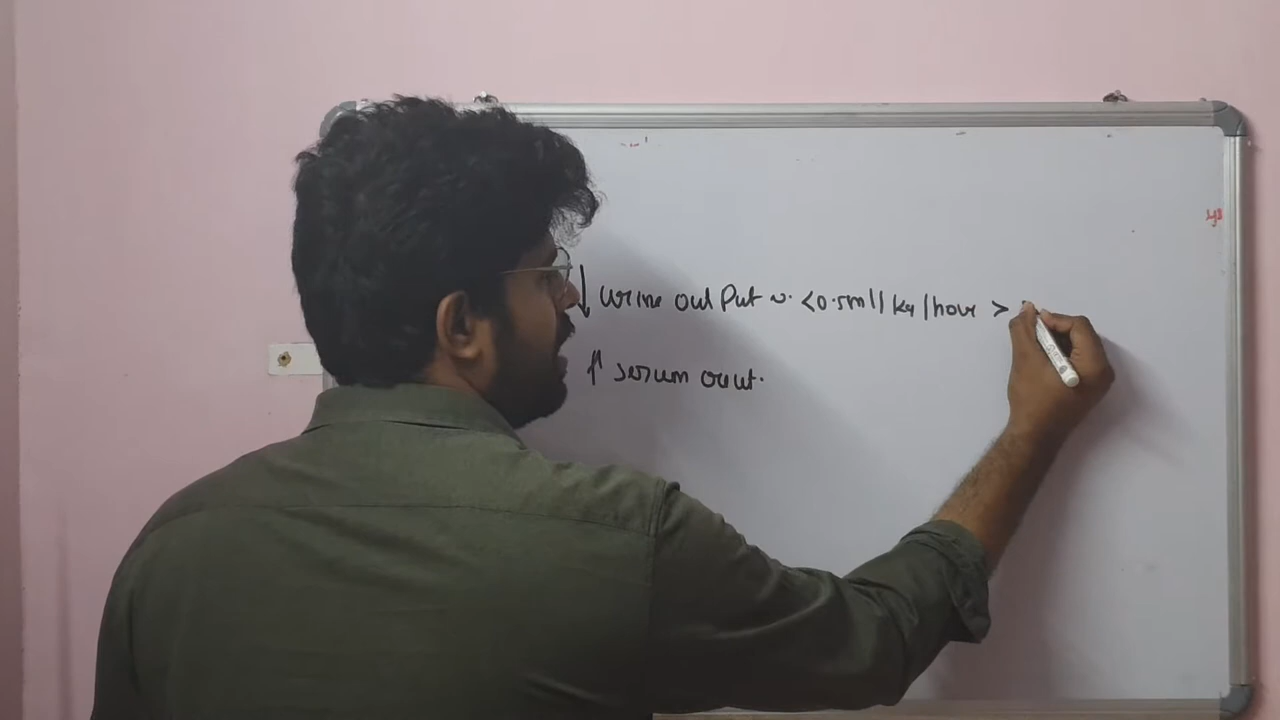 ↓ urine output ~ <0.5ml/kg/hour >
↑ serum creat.